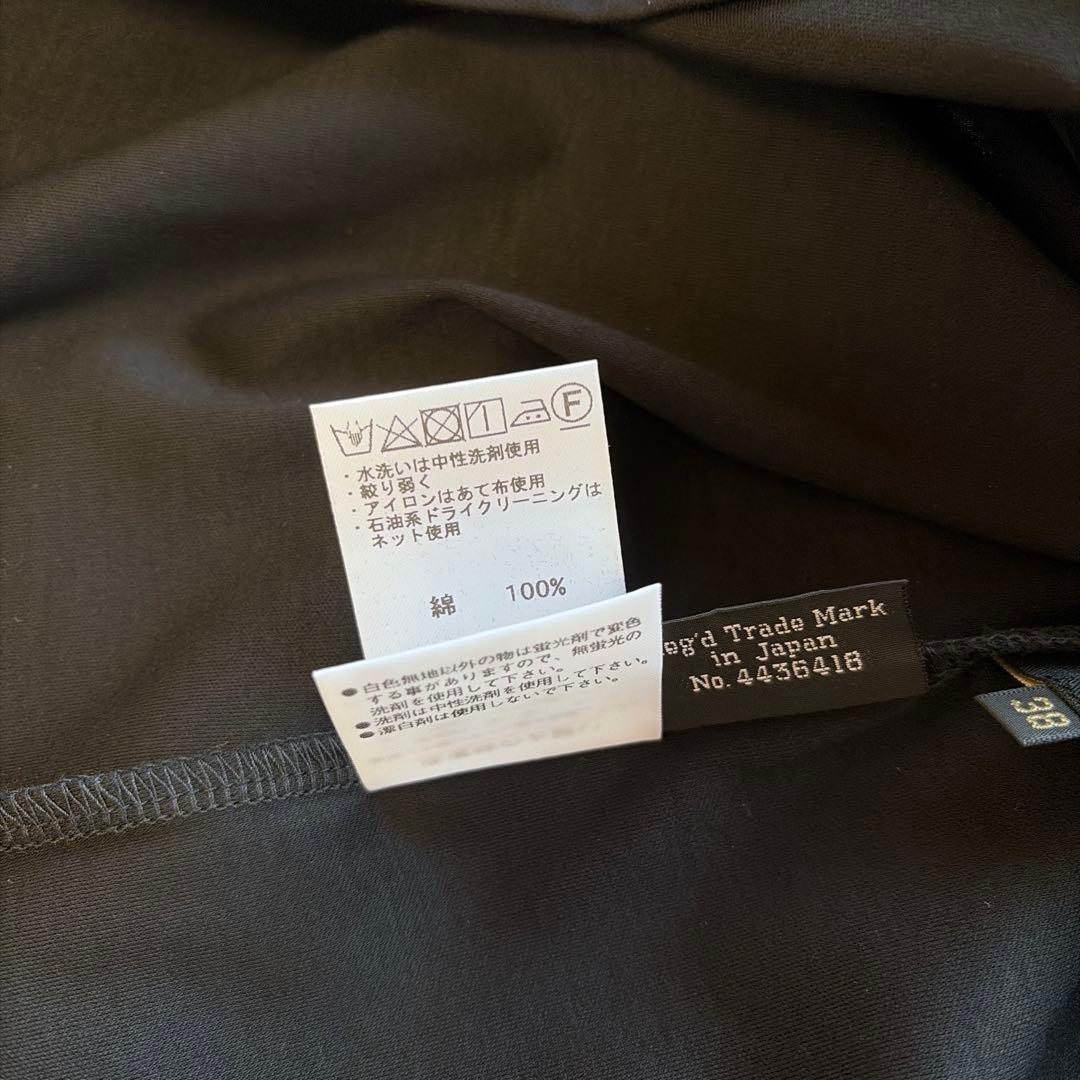 F
・水洗いは中性洗剤使用
・絞り弱く
・アイロンはあて布使用
・石油系ドライクリーニングは
ネット使用
綿 100%
●白色無地以外の物は蛍光剤で変色
する事がありますので、無蛍光の
洗剤を使用して下さい。
●洗剤は中性洗剤を使用して下さい。
●漂白剤は使用しないで下さい。
eg'd Trade Mark
in Japan
No. 4436418
38